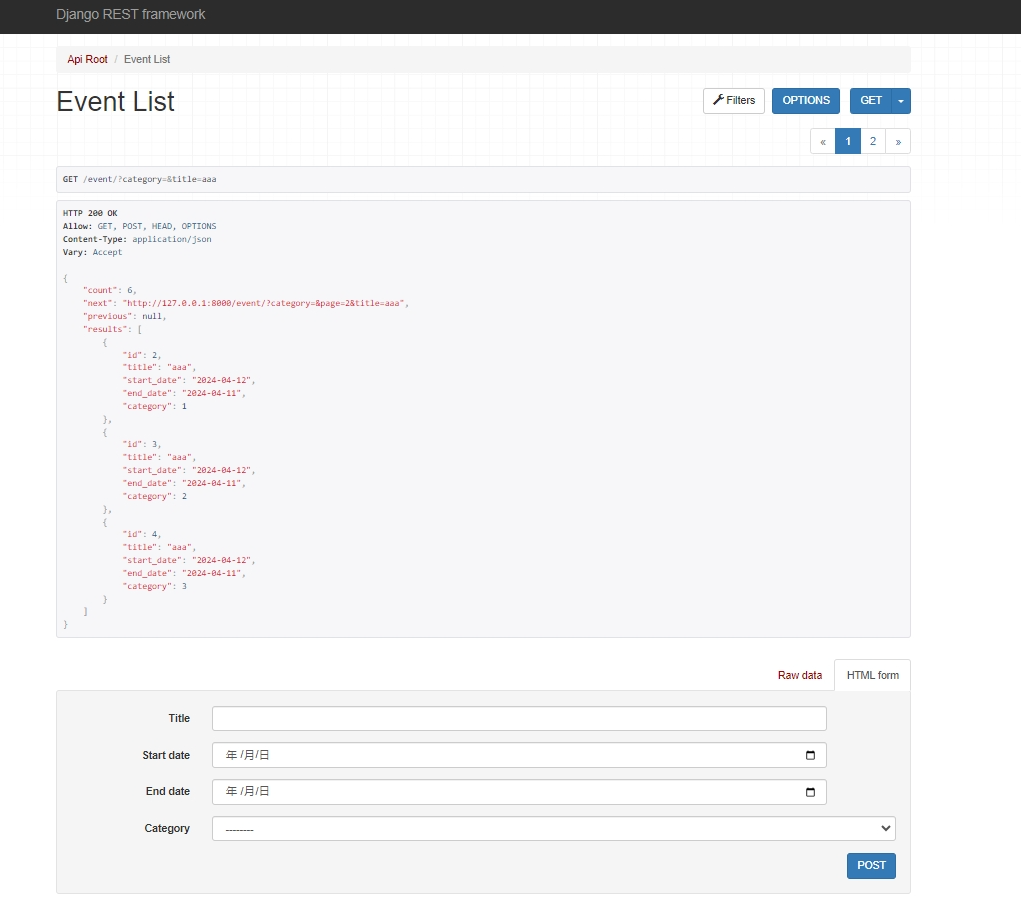 Django REST framework
Api Root / Event List
Event List
Filters
OPTIONS
GET
« 1 2 »
GET /event/?category=&title=aaa
HTTP 200 OK
Allow: GET, POST, HEAD, OPTIONS
Content-Type: application/json
Vary: Accept
{
"count": 6,
"next": "http://127.0.0.1:8000/event/?category=&page=2&title=aaa",
"previous": null,
"results": [
{
"id": 2,
"title": "aaa",
"start_date": "2024-04-12",
"end_date": "2024-04-11",
"category": 1
},
{
"id": 3,
"title": "aaa",
"start_date": "2024-04-12",
"end_date": "2024-04-11",
"category": 2
},
{
"id": 4,
"title": "aaa",
"start_date": "2024-04-12",
"end_date": "2024-04-11",
"category": 3
}
]
}
Raw data
HTML form
Title
Start date
年 /月/日
End date
年 /月/日
Category
--------
POST